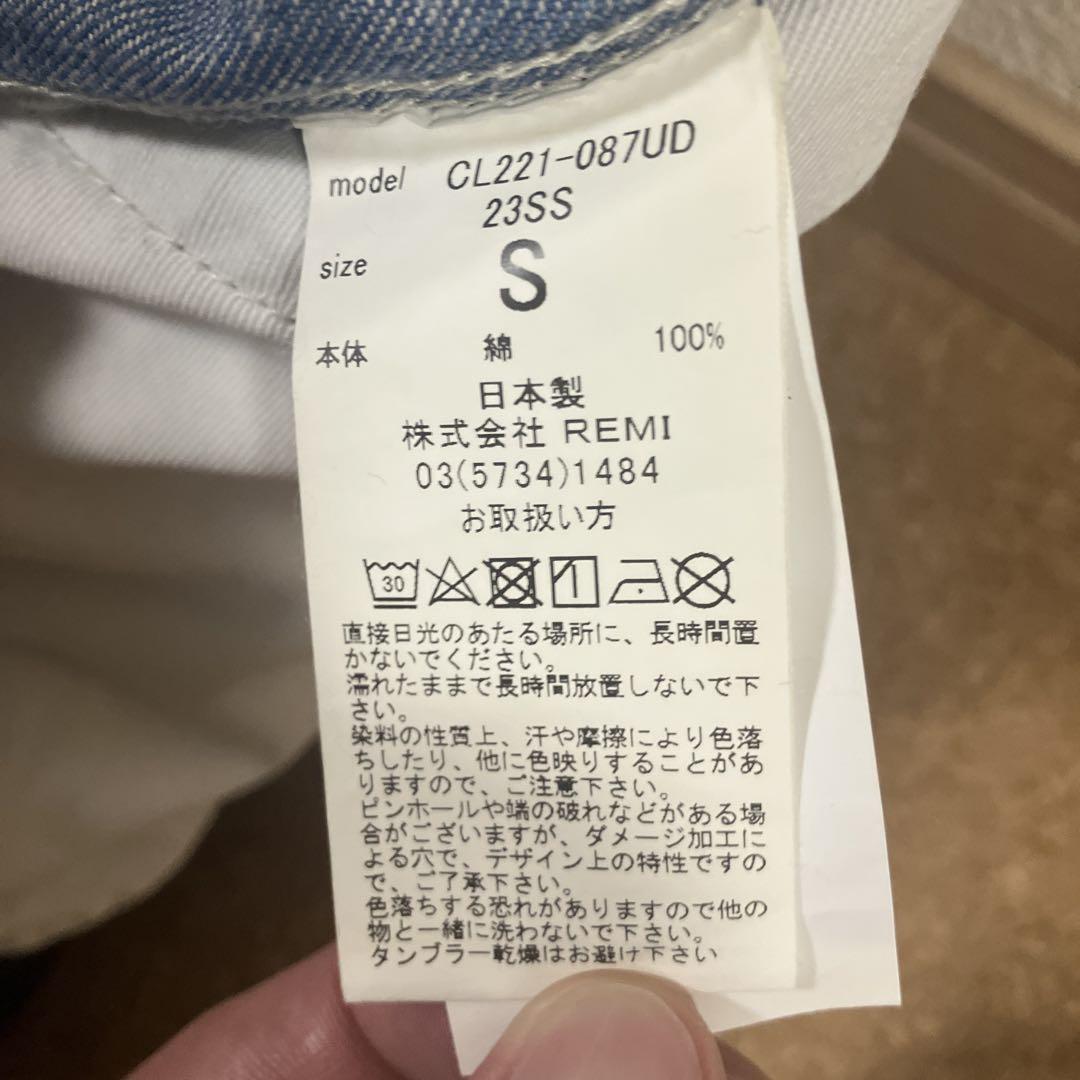 model CL221-087UD
23SS
size S
本体 綿 100%
日本製
株式会社 REMI
03(5734)1484
お取扱い方
30
直接日光のあたる場所に、長時間置
かないでください。
濡れたままで長時間放置しないで下
さい。
染料の性質上、汗や摩擦により色落
ちしたり、他に色映りすることがあ
りますので、ご注意下さい。
ピンホールや端の破れなどがある場
合がございますが、ダメージ加工に
よる穴で、デザイン上の特性ですの
で、ご了承下さい。
色落ちする恐れがありますので他の
物と一緒に洗わないで下さい。
タンブラー乾燥はお避け下さい